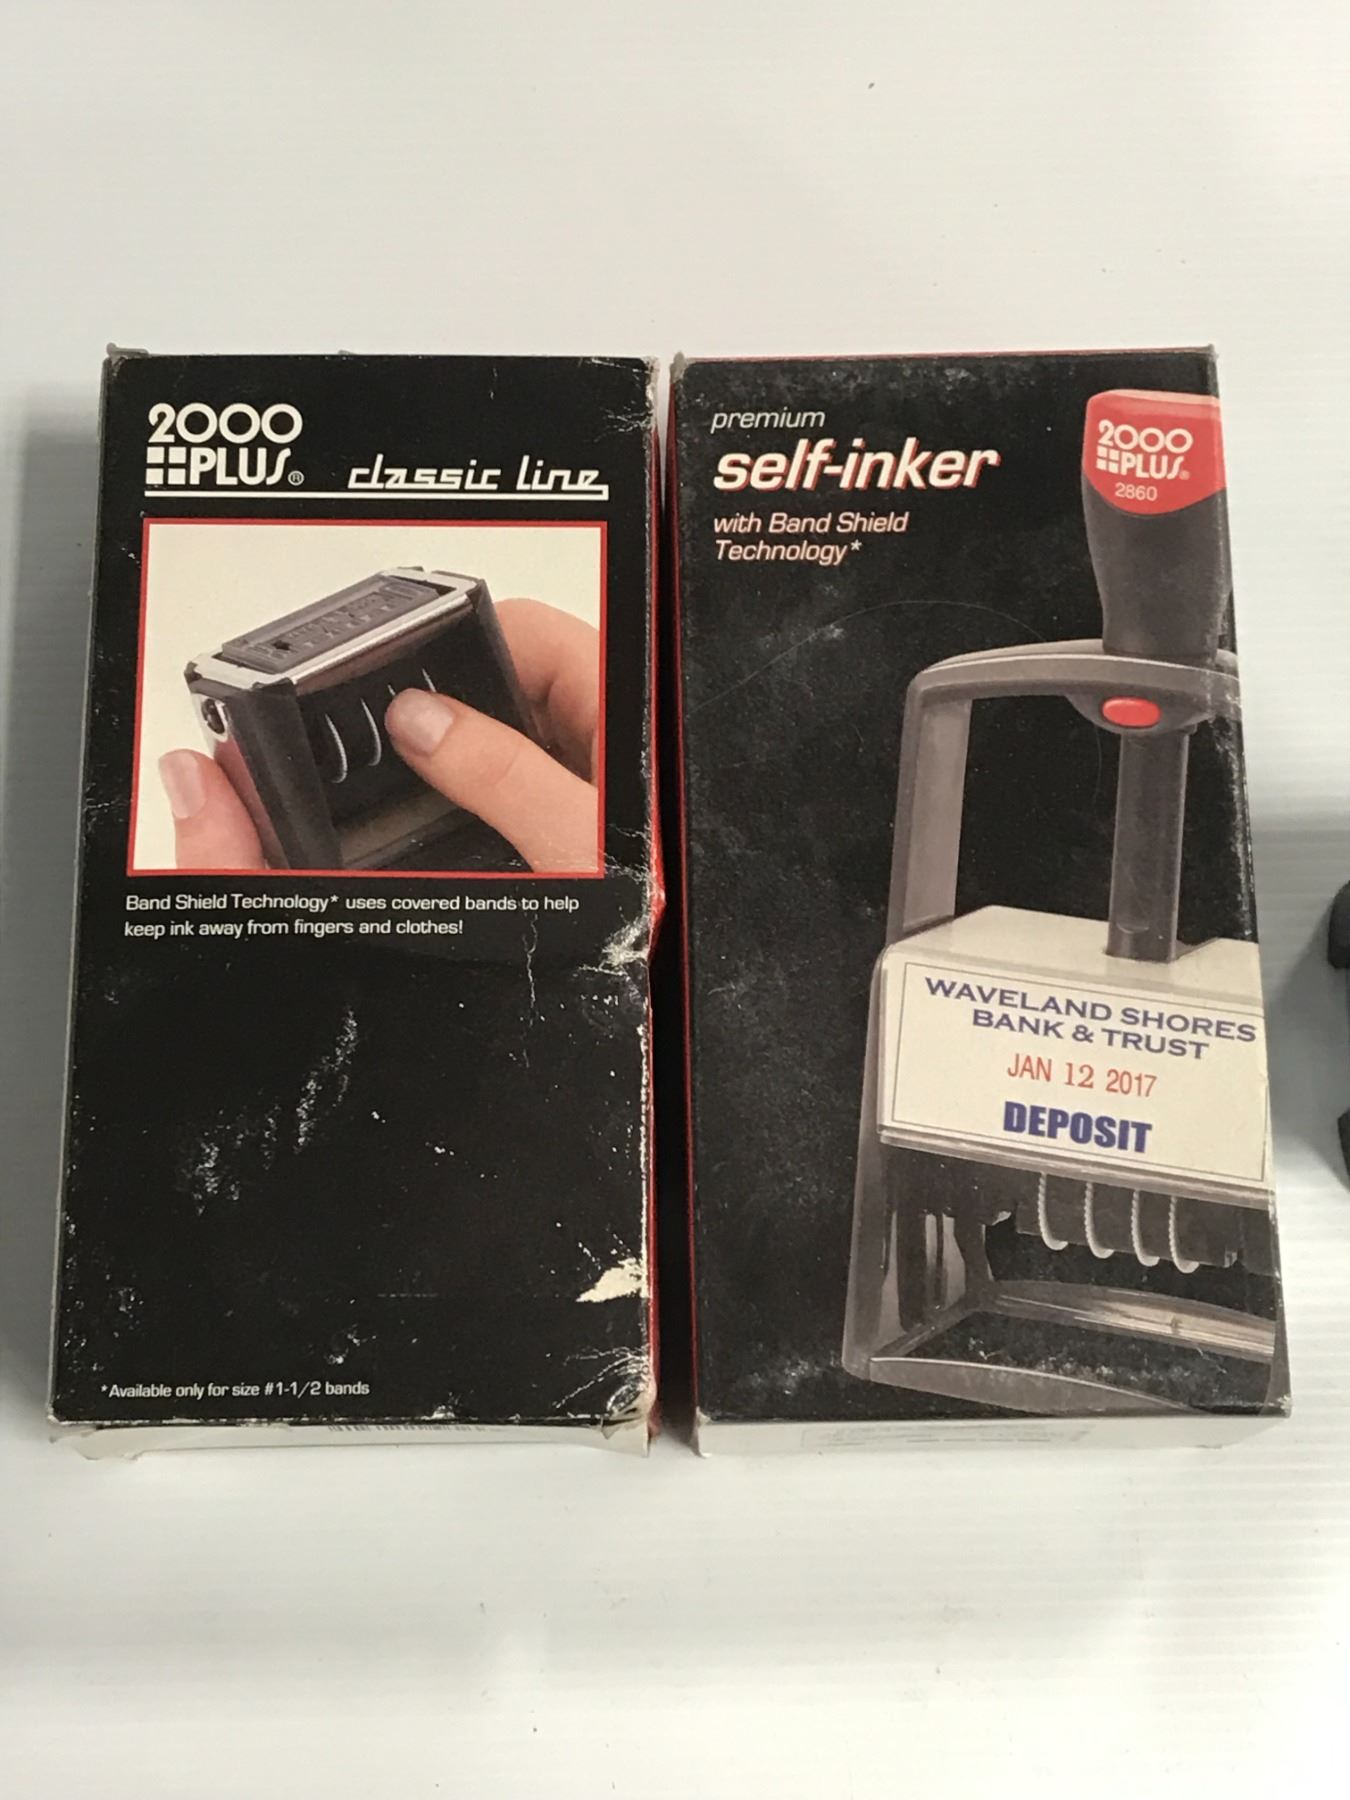 2000
PLUS®
classic line
Band Shield Technology* uses covered bands to help
keep ink away from fingers and clothes!
*Available only for size #1-1/2 bands
premium
self-inker
with Band Shield
Technology*
2000
PLUS®
2860
WAVELAND SHORES
BANK & TRUST
JAN 12 2017
DEPOSIT